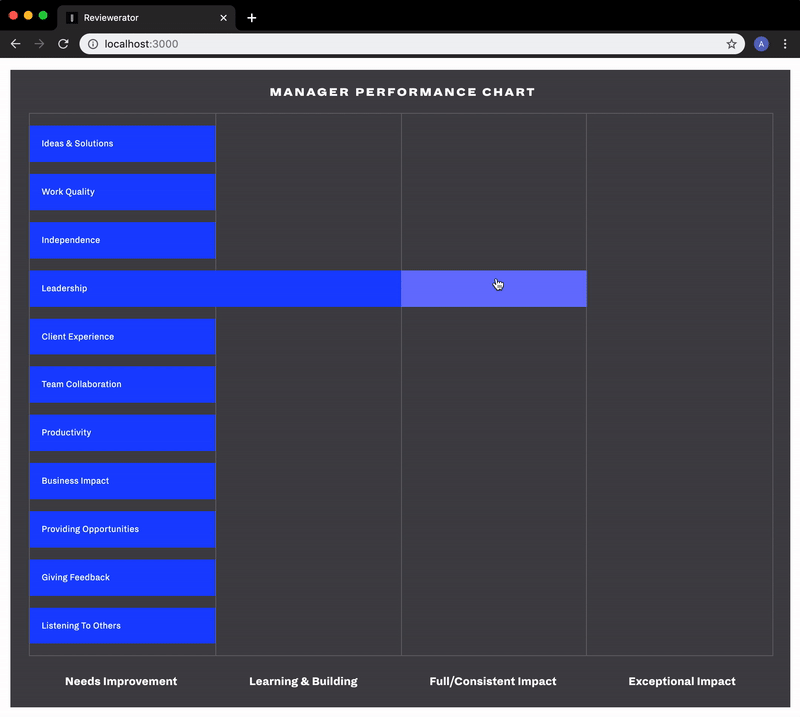 Reviewerator
localhost:3000
A
MANAGER PERFORMANCE CHART
Ideas & Solutions
Work Quality
Independence
Leadership
Client Experience
Team Collaboration
Productivity
Business Impact
Providing Opportunities
Giving Feedback
Listening To Others
Needs Improvement
Learning & Building
Full/Consistent Impact
Exceptional Impact